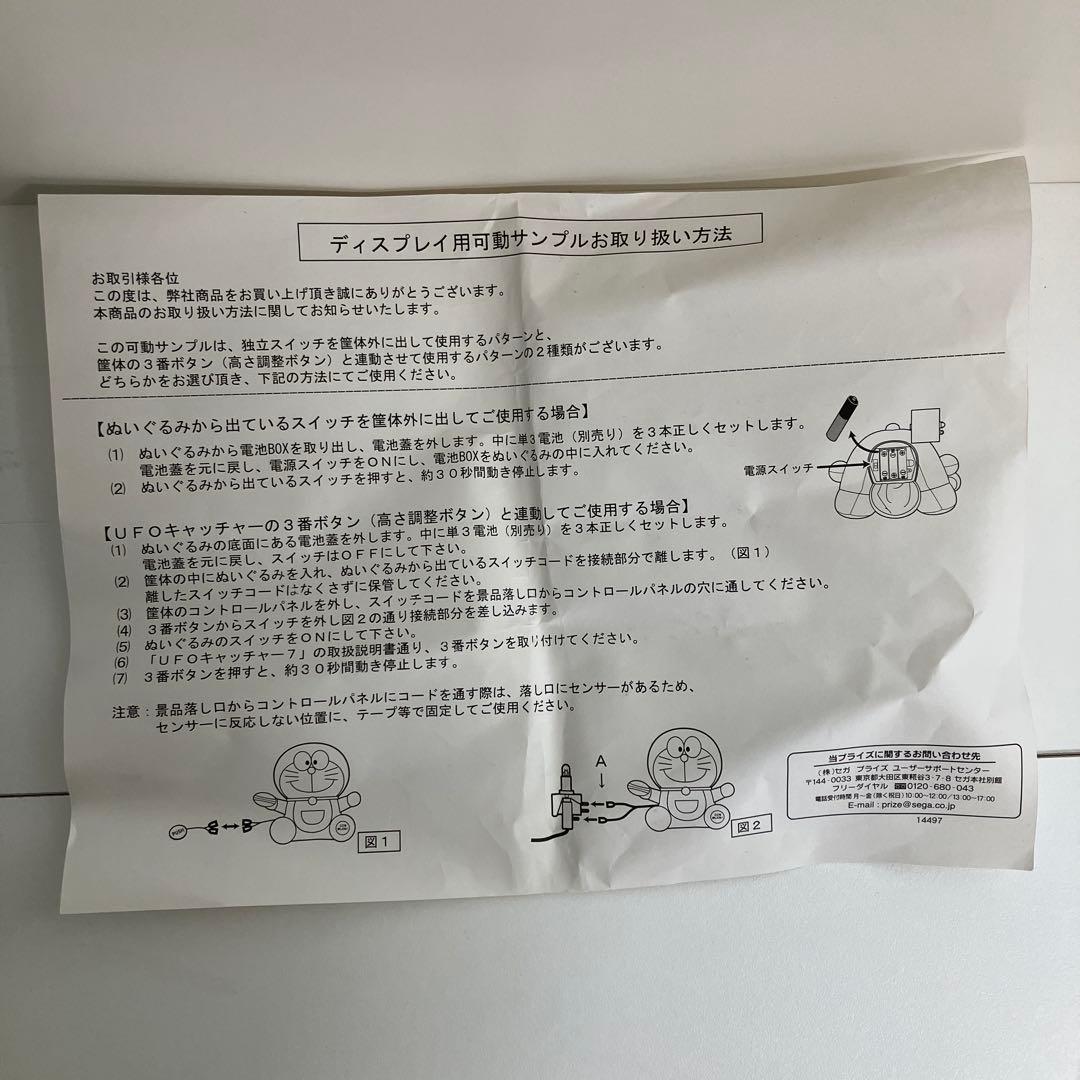 ディスプレイ用可動サンプルお取り扱い方法
お取引様各位
この度は、弊社商品をお買い上げ頂き誠にありがとうございます。
本商品のお取り扱い方法に関してお知らせいたします。
この可動サンプルは、独立スイッチを筐体外に出して使用するパターンと、
筐体の３番ボタン（高さ調整ボタン）と連動させて使用するパターンの２種類がございます。
どちらかをお選び頂き、下記の方法にてご使用ください。
【ぬいぐるみから出ているスイッチを筐体外に出してご使用する場合】
(1) ぬいぐるみから電池BOXを取り出し、電池蓋を外します。中に単３電池（別売り）を３本正しくセットします。
電池蓋を元に戻し、電源スイッチをＯＮにし、電池BOXをぬいぐるみの中に入れてください。
(2) ぬいぐるみから出ているスイッチを押すと、約３０秒間動き停止します。
電源スイッチ
【ＵＦＯキャッチャーの３番ボタン（高さ調整ボタン）と連動してご使用する場合】
(1) ぬいぐるみの底面にある電池蓋を外します。中に単３電池（別売り）を３本正しくセットします。
電池蓋を元に戻し、スイッチはＯＦＦにして下さい。
(2) 筐体の中にぬいぐるみを入れ、ぬいぐるみから出ているスイッチコードを接続部分で離します。（図１）
離したスイッチコードはなくさずに保管してください。
(3) 筐体のコントロールパネルを外し、スイッチコードを景品落し口からコントロールパネルの穴に通してください。
(4) ３番ボタンからスイッチを外し図２の通り接続部分を差し込みます。
(5) ぬいぐるみのスイッチをＯＮにして下さい。
(6) 「ＵＦＯキャッチャー７」の取扱説明書通り、３番ボタンを取り付けてください。
(7) ３番ボタンを押すと、約３０秒間動き停止します。
注意：景品落し口からコントロールパネルにコードを通す際は、落し口にセンサーがあるため、
センサーに反応しない位置に、テープ等で固定してご使用ください。
PUSH
図１
A
図２
当プライズに関するお問い合わせ先
（株）セガ プライズ ユーザーサポートセンター
〒144-0033 東京都大田区東糀谷3-7-8 セガ本社別館
フリーダイヤル 0120-680-043
電話受付時間 月～金(除く祝日)10:00～12:00/13:00～17:00
E-mail：prize@sega.co.jp
14497